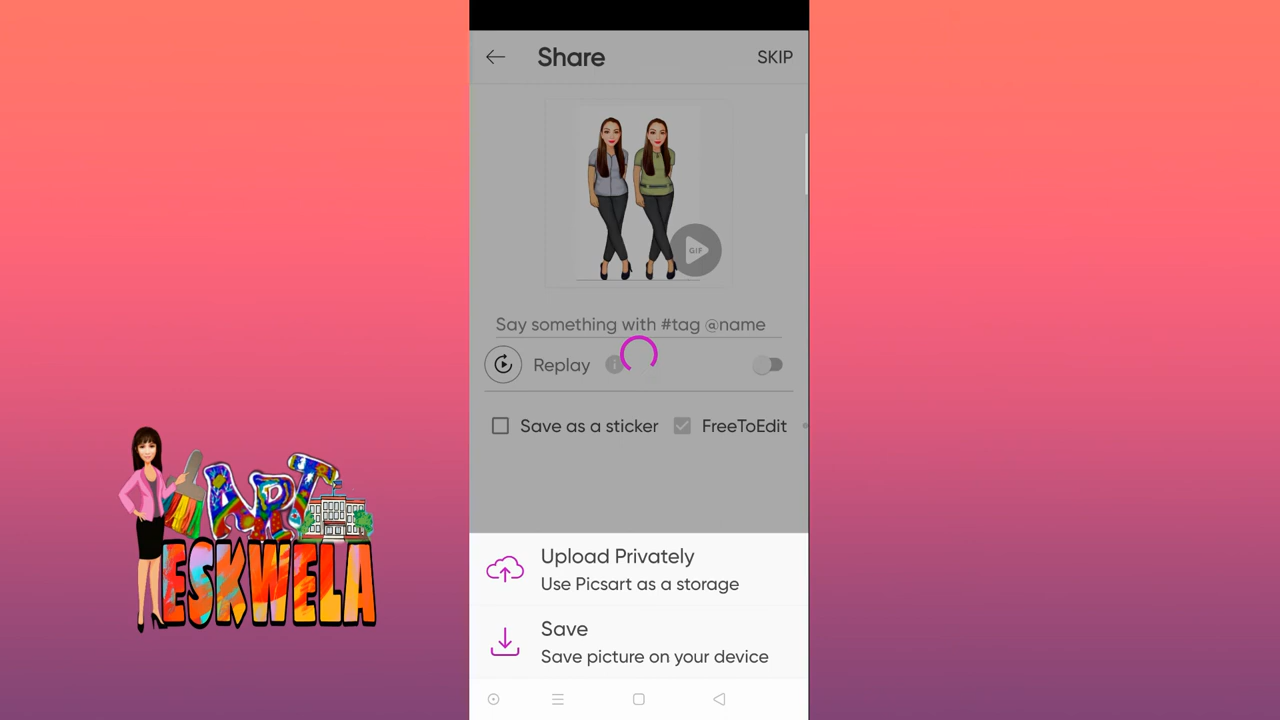 Share
SKIP
GIF
Say something with #tag @name
Replay
Save as a sticker
FreeToEdit
ART
ESKWELA
Upload Privately
Use Picsart as a storage
Save
Save picture on your device